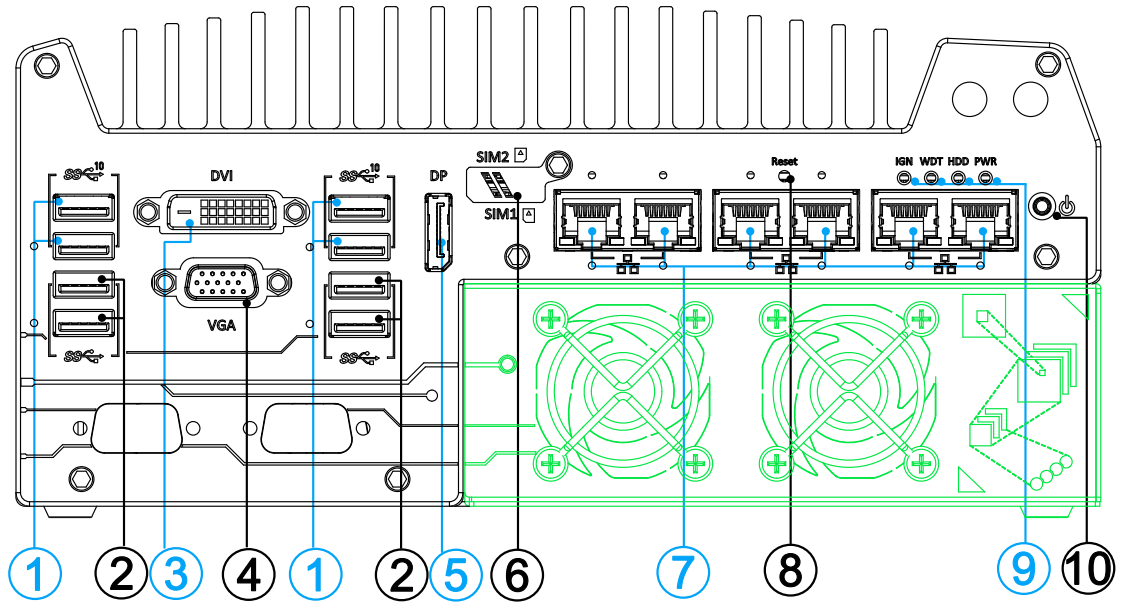 SS 10
DVI
SS 10
DP
SIM2
SIM1
Reset
IGN WDT HDD PWR
VGA
SS
SS
1 2 3 4 1 2 5 6 7 8 9 10